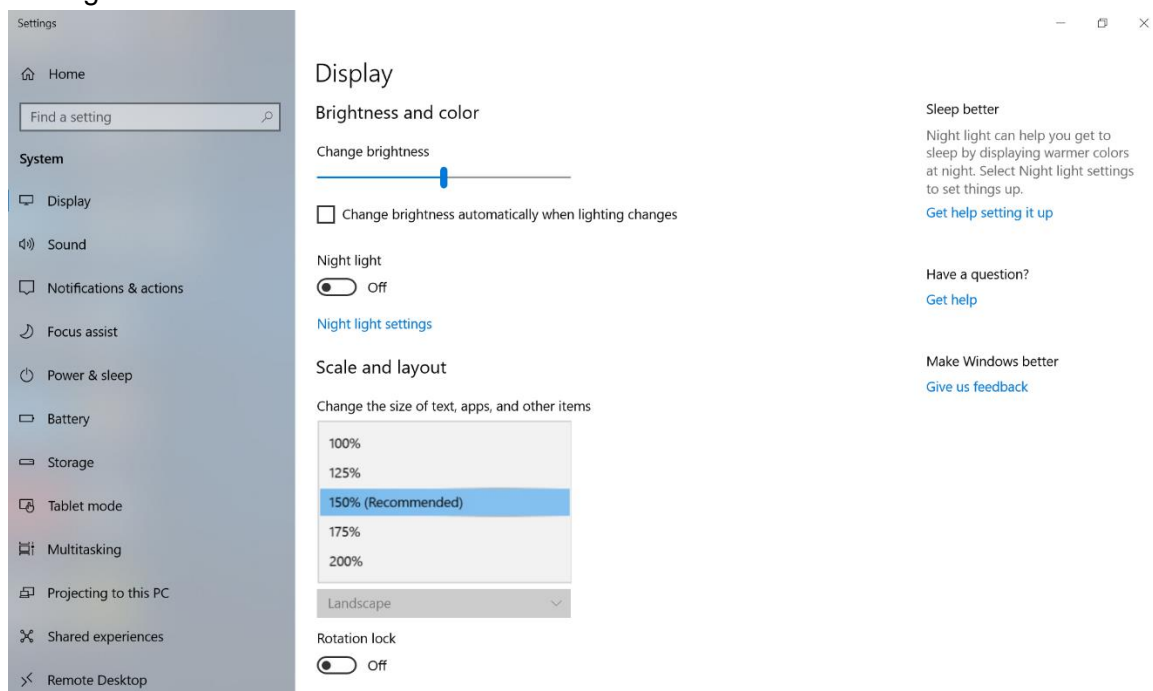 Settings
Home
Find a setting
System
Display
Sound
Notifications & actions
Focus assist
Power & sleep
Battery
Storage
Tablet mode
Multitasking
Projecting to this PC
Shared experiences
Remote Desktop
Display
Brightness and color
Change brightness
Change brightness automatically when lighting changes
Night light
Off
Night light settings
Scale and layout
Change the size of text, apps, and other items
100%
125%
150% (Recommended)
175%
200%
Landscape
Rotation lock
Off
Sleep better
Night light can help you get to
sleep by displaying warmer colors
at night. Select Night light settings
to set things up.
Get help setting it up
Have a question?
Get help
Make Windows better
Give us feedback